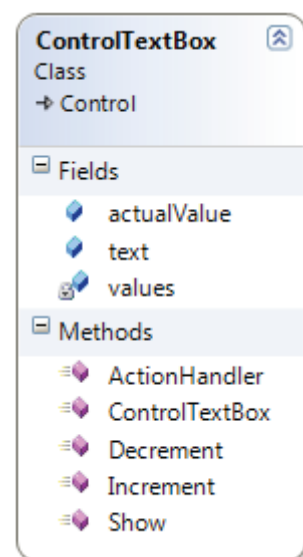 ControlTextBox
Class
Control
Fields
actualValue
text
values
Methods
ActionHandler
ControlTextBox
Decrement
Increment
Show